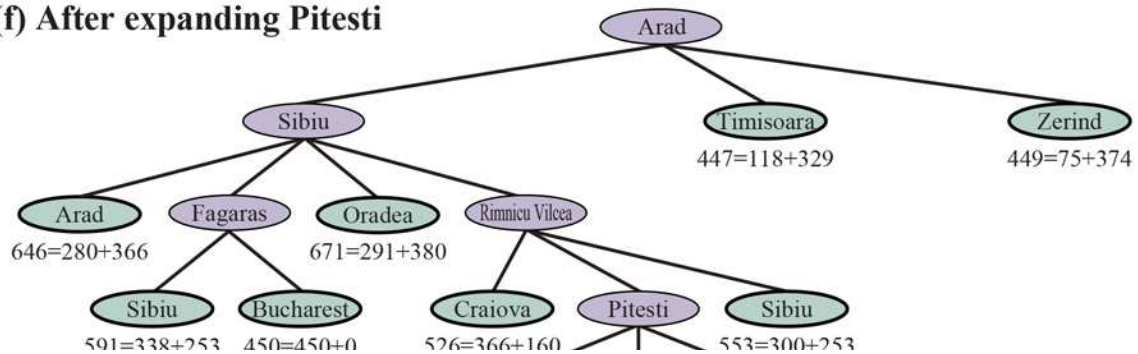 (f) After expanding Pitesti
Arad
Sibiu
Timisoara
Zerind
447=118+329
449=75+374
Arad
Fagaras
Oradea
Rimnicu Vilcea
646=280+366
671=291+380
Sibiu
Bucharest
Craiova
Pitesti
Sibiu
591=338+253
450=450+0
526=366+160
553=300+253